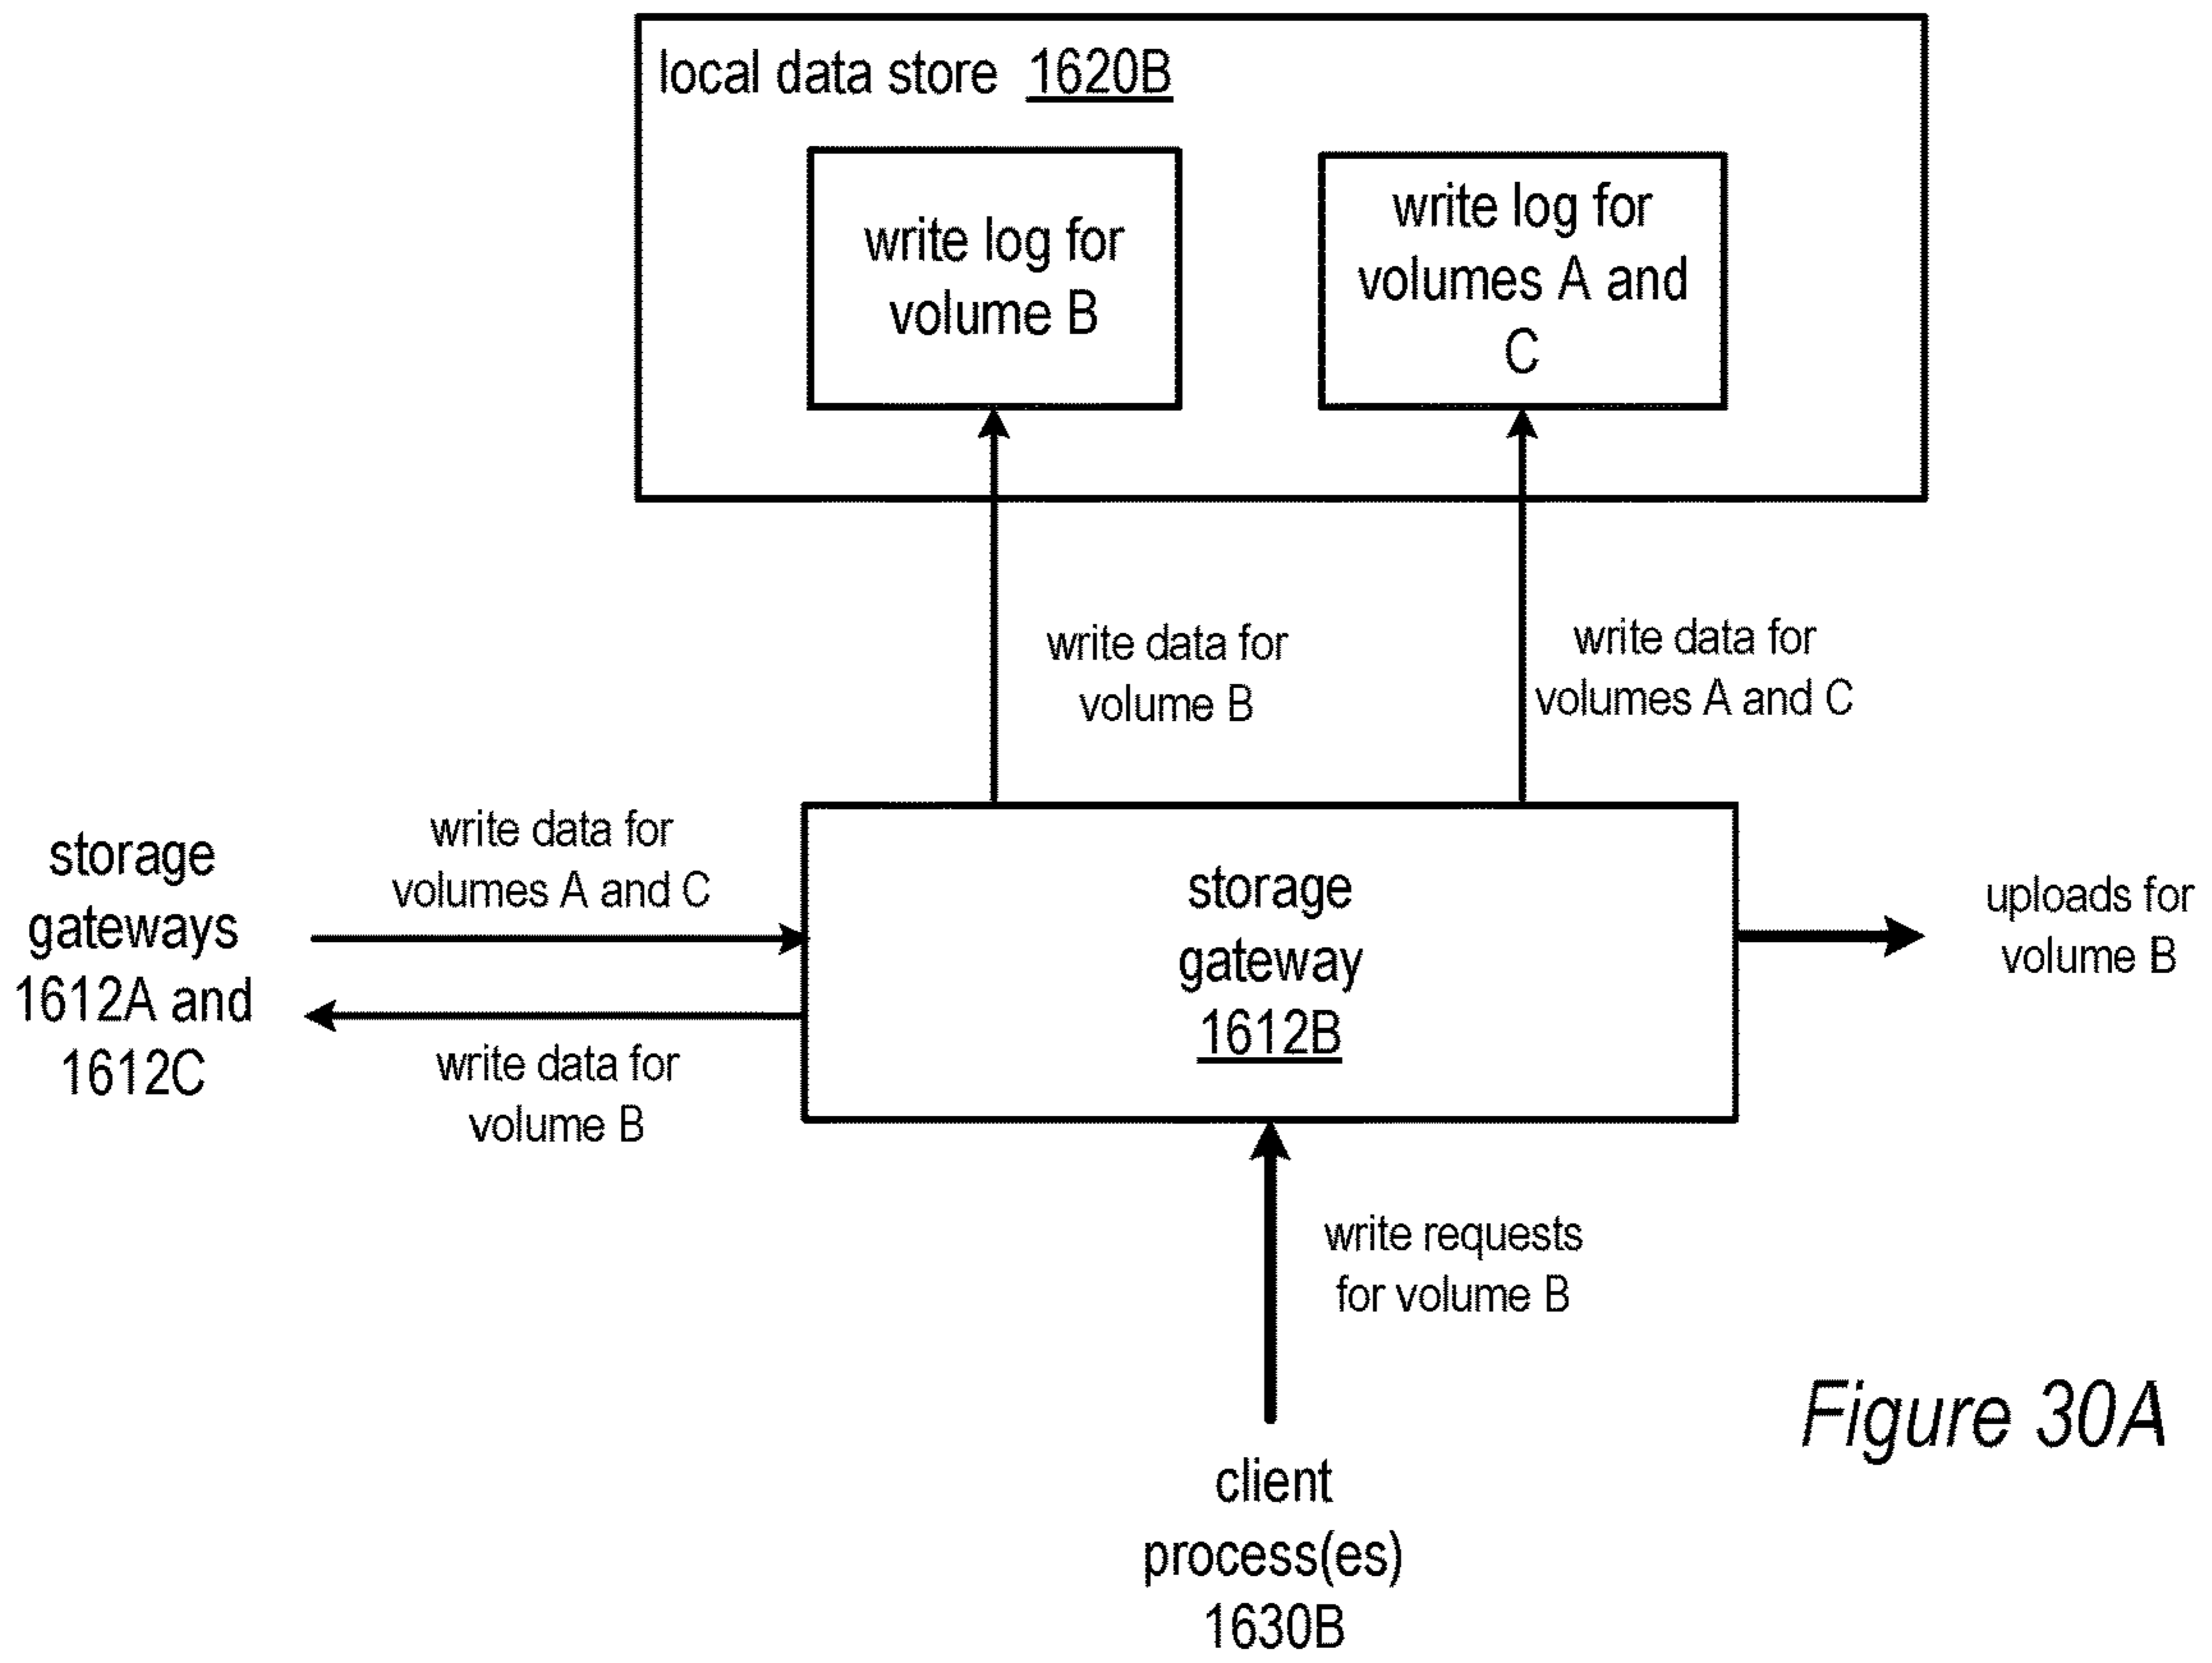 local data store 1620B
write log for
volume B
write log for
volumes A and
C
write data for
volume B
write data for
volumes A and C
storage
gateways
1612A and
1612C
write data for
volumes A and C
write data for
volume B
storage
gateway
1612B
uploads for
volume B
write requests
for volume B
client
process(es)
1630B
Figure 30A